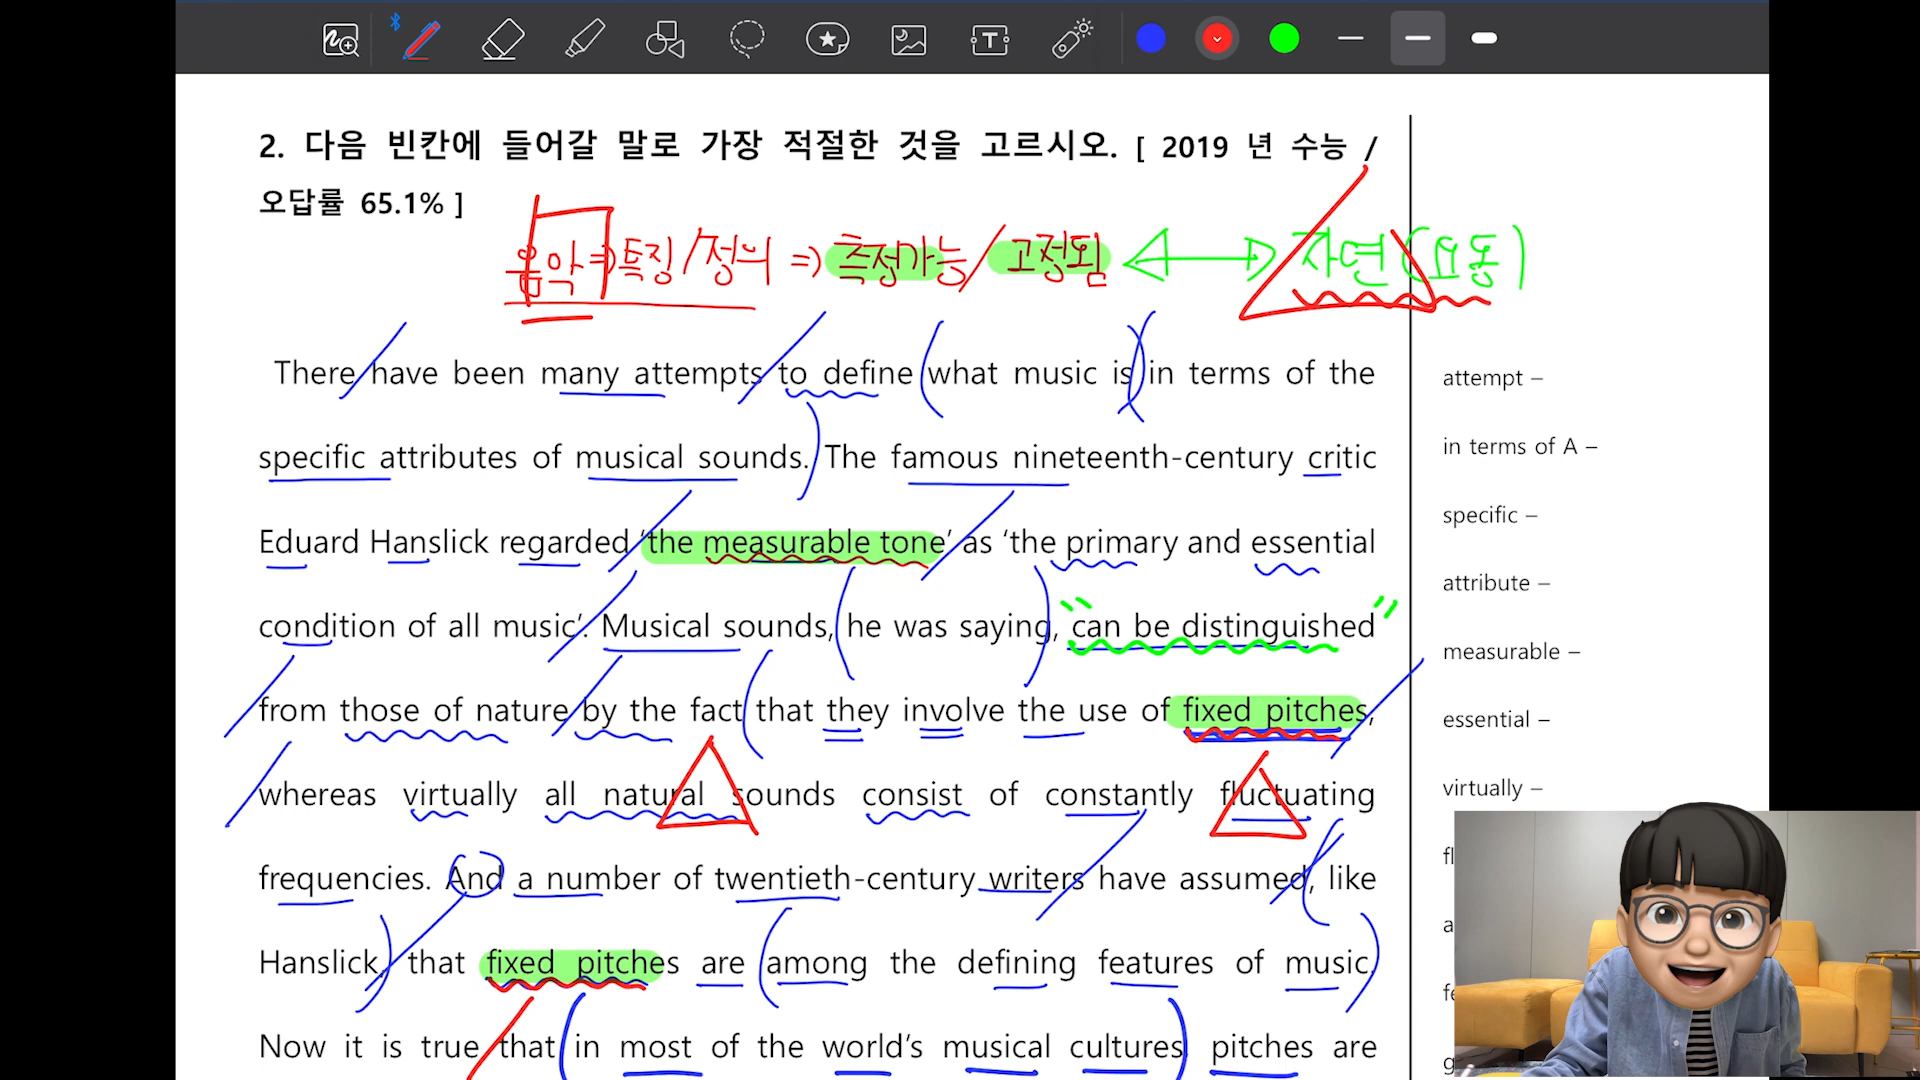 2. 다음 빈칸에 들어갈 말로 가장 적절한 것을 고르시오. [ 2019 년 수능 /
오답률 65.1% ]
음악 => 특징/정의 => 측정가능/고정됨 자연(요동)
There have been many attempts to define what music is in terms of the
specific attributes of musical sounds. The famous nineteenth-century critic
Eduard Hanslick regarded ‘the measurable tone’ as ‘the primary and essential
condition of all music’. Musical sounds, he was saying, "can be distinguished"
from those of nature by the fact that they involve the use of fixed pitches,
whereas virtually all natural sounds consist of constantly fluctuating
frequencies. And a number of twentieth-century writers have assumed, like
Hanslick, that fixed pitches are among the defining features of music.
Now it is true that in most of the world’s musical cultures, pitches are
attempt –
in terms of A –
specific –
attribute –
measurable –
essential –
virtually –
T